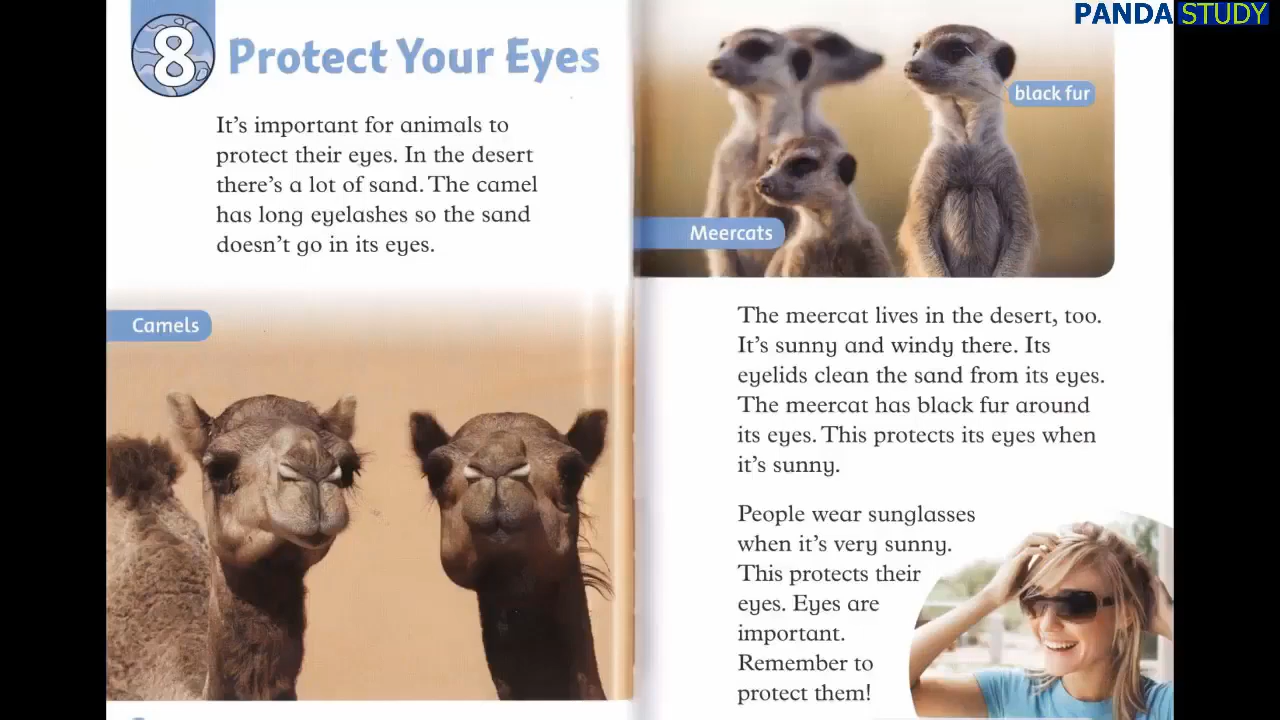 PANDA STUDY
8 Protect Your Eyes
It's important for animals to
protect their eyes. In the desert
there's a lot of sand. The camel
has long eyelashes so the sand
doesn't go in its eyes.
Camels
black fur
Meercats
The meercat lives in the desert, too.
It's sunny and windy there. Its
eyelids clean the sand from its eyes.
The meercat has black fur around
its eyes. This protects its eyes when
it's sunny.
People wear sunglasses
when it's very sunny.
This protects their
eyes. Eyes are
important.
Remember to
protect them!